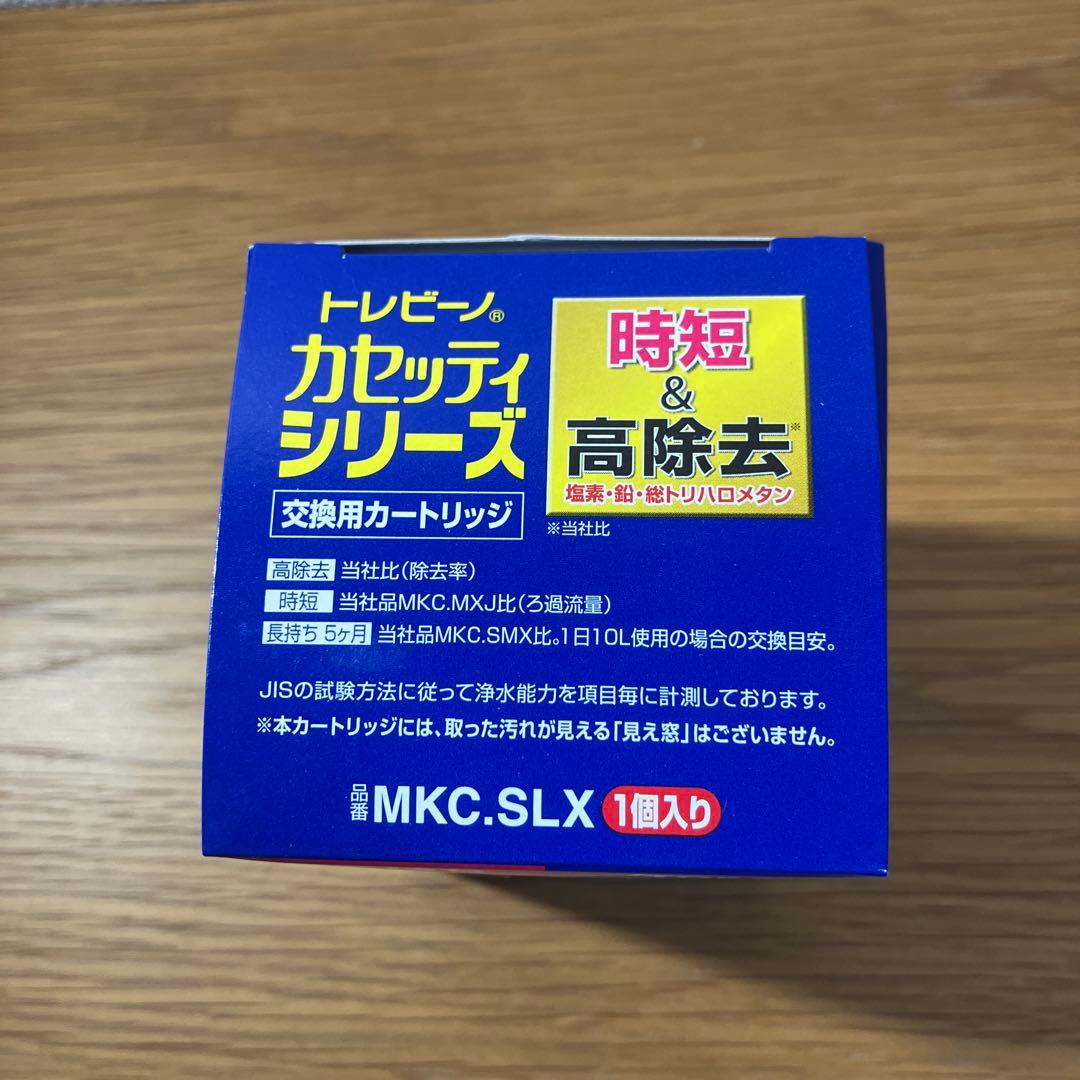 トレビーノ®
カセッティ
シリーズ
交換用カートリッジ
時短
&
高除去※
塩素・鉛・総トリハロメタン
※当社比
高除去 当社比(除去率)
時短 当社品MKC.MXJ比(ろ過流量)
長持ち 5ヶ月 当社品MKC.SMX比。1日10L使用の場合の交換目安。
JISの試験方法に従って浄水能力を項目毎に計測しております。
※本カートリッジには、取った汚れが見える「見え窓」はございません。
品番 MKC.SLX 1個入り